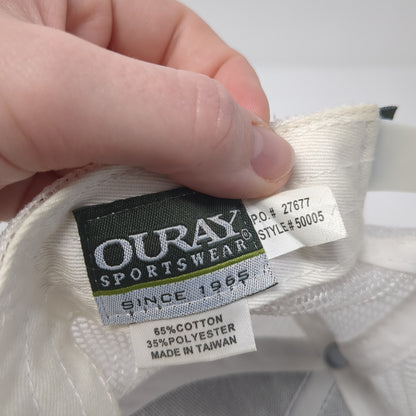 OURAY®
SPORTSWEAR
SINCE 1965
P.O.# 27677
STYLE# 50005
65%COTTON
35%POLYESTER
MADE IN TAIWAN